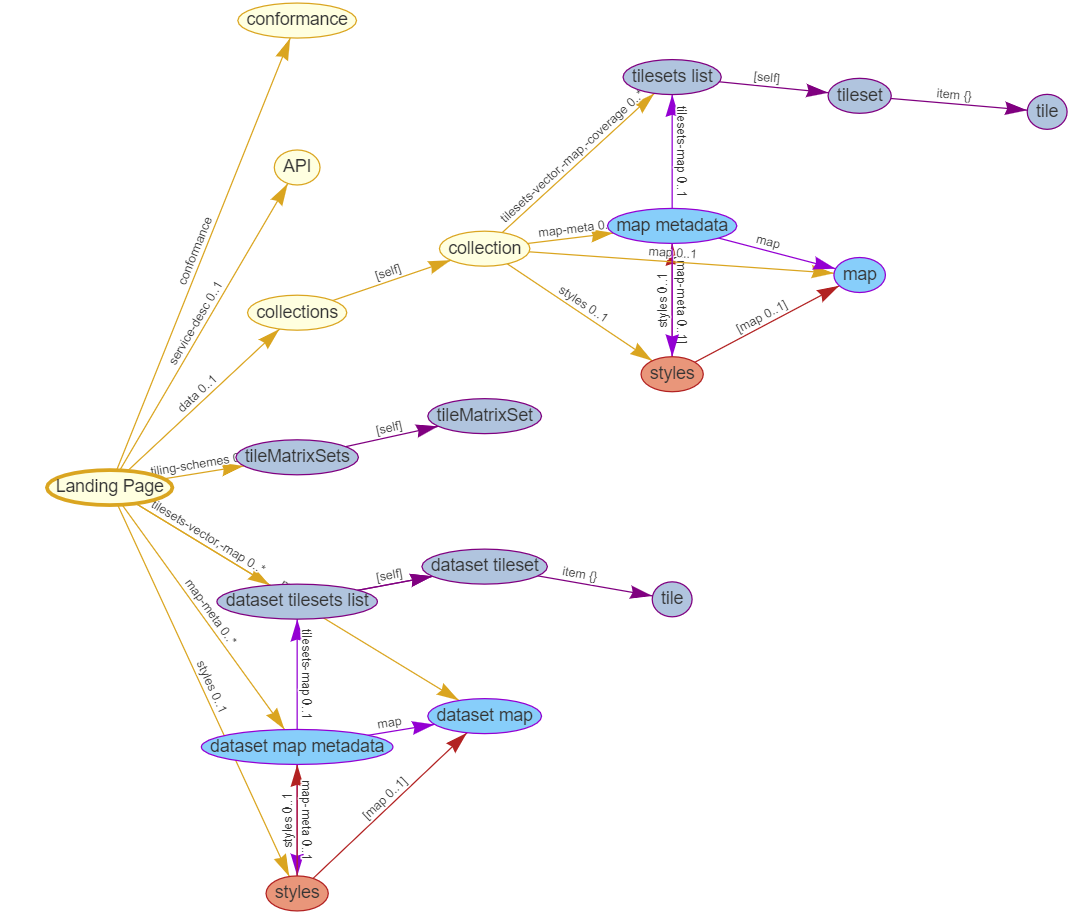 conformance
tilesets list
[self]
tileset
item {}
tile
tilesets-vector,-map,-coverage 0..
tilesets-map 0..1
API
conformance
service-desc 0..1
collection
map-meta 0
map metadata
map
map 0..1
map
[self]
collections
styles 0..1
styles 0..1
map-meta 0..1]
[map 0..1]
styles
data 0..1
tileMatrixSet
[self]
tileMatrixSets
tiling-schemes
Landing Page
tilesets-vector,-map 0..*
dataset tileset
[self]
item {}
tile
dataset tilesets list
map-meta 0..*
tilesets-map 0..1
styles 0..1
dataset map
map
dataset map metadata
styles 0..1
map-meta 0..1
[map 0..1]
styles